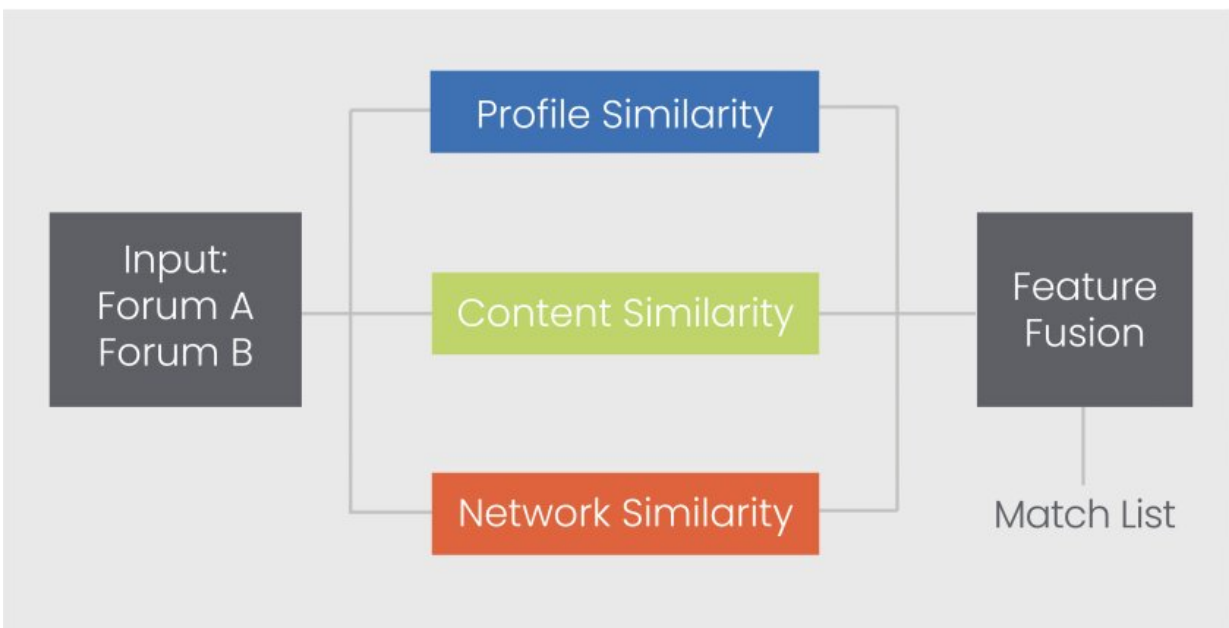 Profile Similarity
Input:
Forum A
Forum B
Content Similarity
Feature
Fusion
Network Similarity
Match List